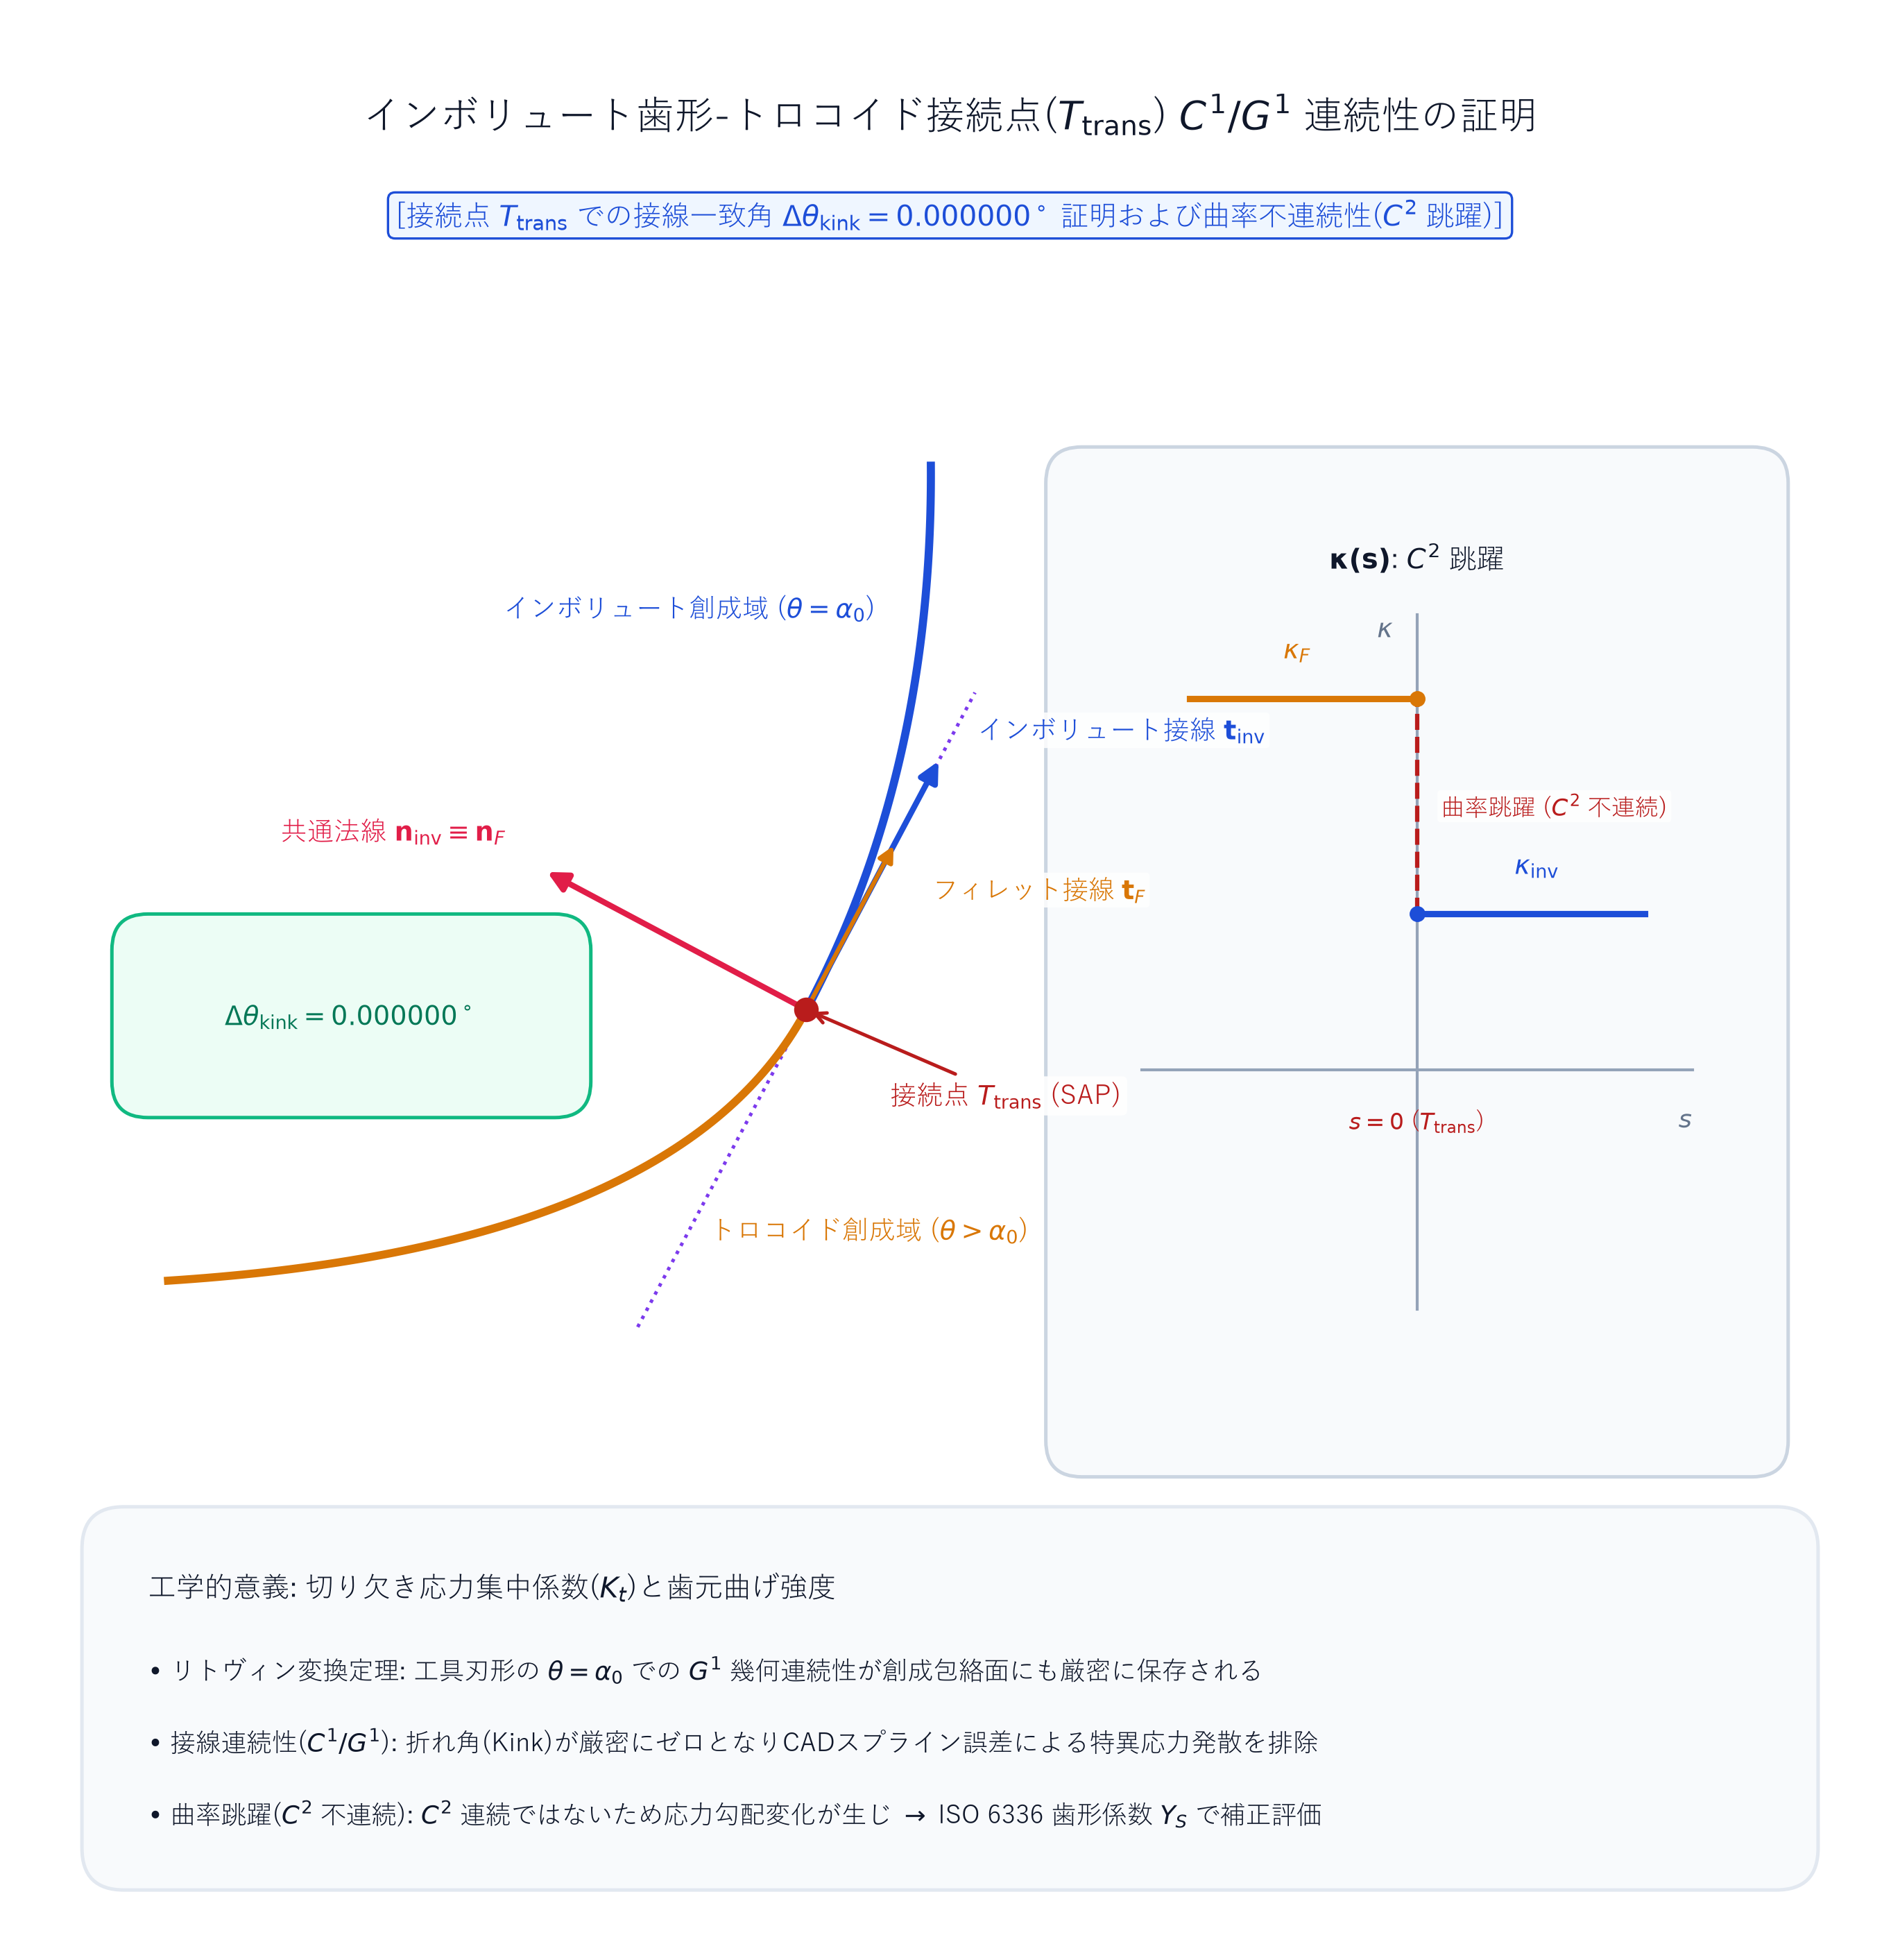 インボリュート歯形-トロコイド接続点(T_trans) C¹/G¹ 連続性の証明
[接続点 T_trans での接線一致角 Δθ_kink = 0.000000° 証明および曲率不連続性(C² 跳躍)]
κ(s): C² 跳躍
インボリュート創成域 (θ = α₀)
κ
κ_F
インボリュート接線 t_inv
曲率跳躍 (C² 不連続)
共通法線 n_inv ≡ n_F
κ_inv
フィレット接線 t_F
Δθ_kink = 0.000000°
接続点 T_trans (SAP)
s = 0 (T_trans)
s
トロコイド創成域 (θ > α₀)
工学的意義: 切り欠き応力集中係数(K_t)と歯元曲げ強度
• リトヴィン変換定理: 工具刃形の θ = α₀ での G¹ 幾何連続性が創成包絡面にも厳密に保存される
• 接線連続性(C¹/G¹): 折れ角(Kink)が厳密にゼロとなりCADスプライン誤差による特異応力発散を排除
• 曲率跳躍(C² 不連続): C² 連続ではないため応力勾配変化が生じ → ISO 6336 歯形係数 Y_S で補正評価